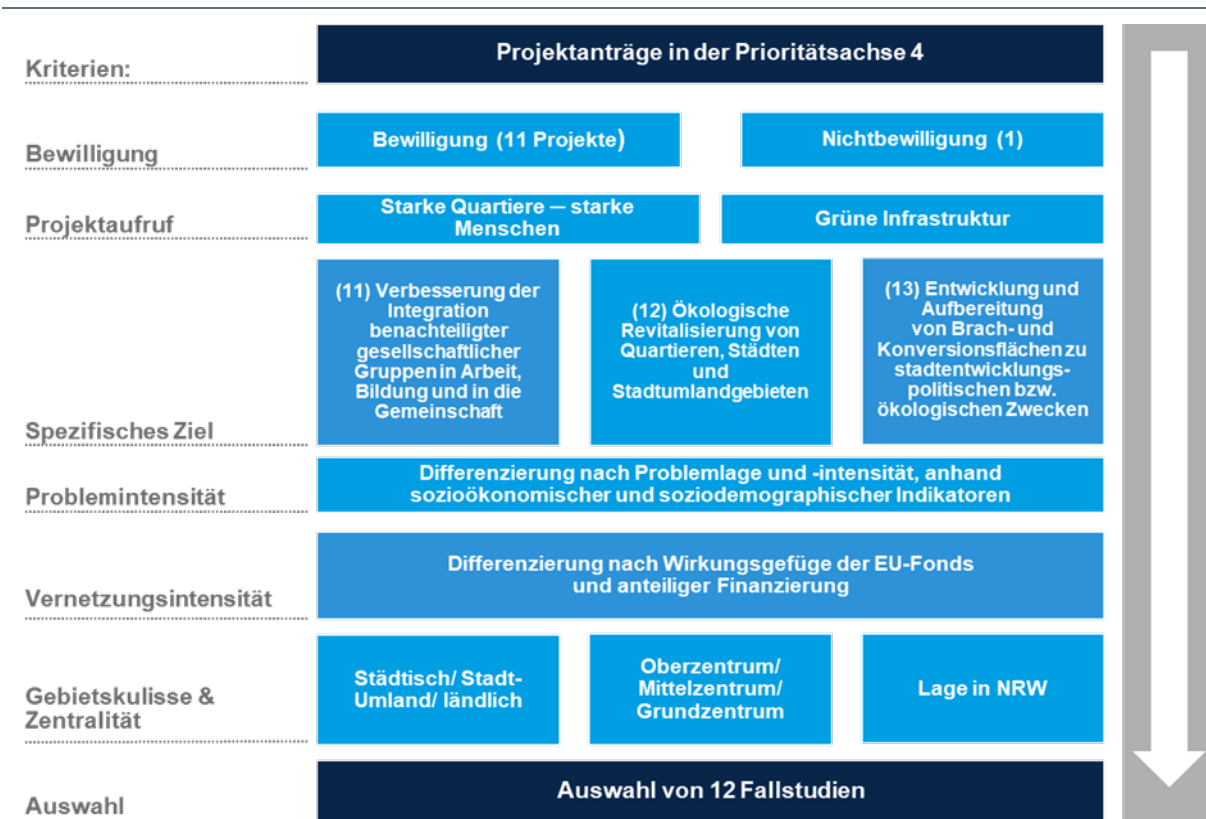 Kriterien:
Projektanträge in der Prioritätsachse 4
Bewilligung
Bewilligung (11 Projekte)
Nichtbewilligung (1)
Projektaufruf
Starke Quartiere – starke
Menschen
Grüne Infrastruktur
Spezifisches Ziel
(11) Verbesserung der
Integration
benachteiligter
gesellschaftlicher
Gruppen in Arbeit,
Bildung und in die
Gemeinschaft
(12) Ökologische
Revitalisierung von
Quartieren, Städten
und
Stadtumlandgebieten
(13) Entwicklung und
Aufbereitung
von Brach- und
Konversionsflächen zu
stadtentwicklungs-
politischen bzw.
ökologischen Zwecken
Problemintensität
Differenzierung nach Problemlage und -intensität, anhand
sozioökonomischer und soziodemographischer Indikatoren
Vernetzungsintensität
Differenzierung nach Wirkungsgefüge der EU-Fonds
und anteiliger Finanzierung
Gebietskulisse &
Zentralität
Städtisch/ Stadt-
Umland/ ländlich
Oberzentrum/
Mittelzentrum/
Grundzentrum
Lage in NRW
Auswahl
Auswahl von 12 Fallstudien